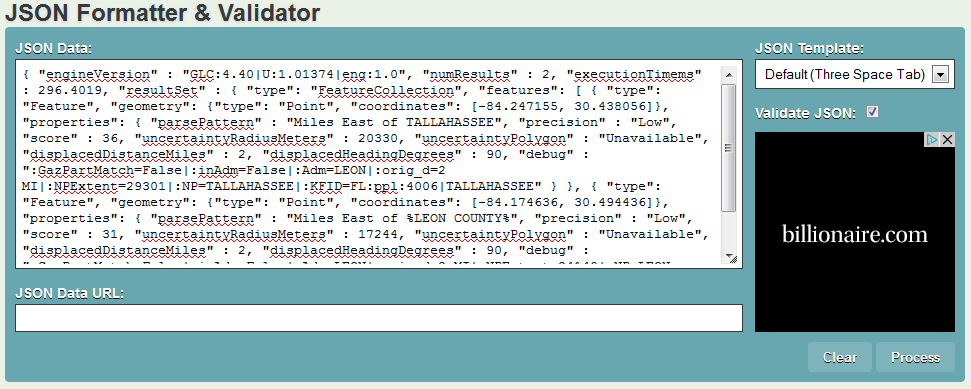 JSON Formatter & Validator
JSON Data:
{ "engineVersion" : "GLC:4.40|U:1.01374|eng:1.0", "numResults" : 2, "executionTimems"
: 296.4019, "resultSet" : { "type": "FeatureCollection", "features": [ { "type":
"Feature", "geometry": {"type": "Point", "coordinates": [-84.247155, 30.438056]},
"properties": { "parsePattern" : "Miles East of TALLAHASSEE", "precision" : "Low",
"score" : 36, "uncertaintyRadiusMeters" : 20330, "uncertaintyPolygon" : "Unavailable",
"displacedDistanceMiles" : 2, "displacedHeadingDegrees" : 90, "debug" :
":GazPartMatch=False|:inAdm=False|:Adm=LEON|:orig_d=2
MI|:NPExtent=29301|:NP=TALLAHASSEE|:KFID=FL:ppl:4006|TALLAHASSEE" } }, { "type":
"Feature", "geometry": {"type": "Point", "coordinates": [-84.174636, 30.494436]},
"properties": { "parsePattern" : "Miles East of %LEON COUNTY%", "precision" : "Low",
"score" : 31, "uncertaintyRadiusMeters" : 17244, "uncertaintyPolygon" : "Unavailable",
"displacedDistanceMiles" : 2, "displacedHeadingDegrees" : 90, "debug" :
JSON Data URL:
JSON Template:
Default (Three Space Tab)
Validate JSON:
billionaire.com
Clear
Process